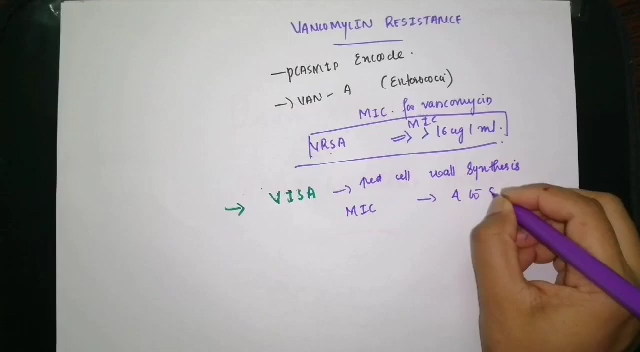 VANCOMYCIN RESISTANCE
— PLASMID Encode.
→ VAN - A (Enterococci)
MIC for vancomycin
MIC
VRSA ⇒ > 16 ug / ml.
→ VISA → cell wall Synthesis
MIC → 4 to 8